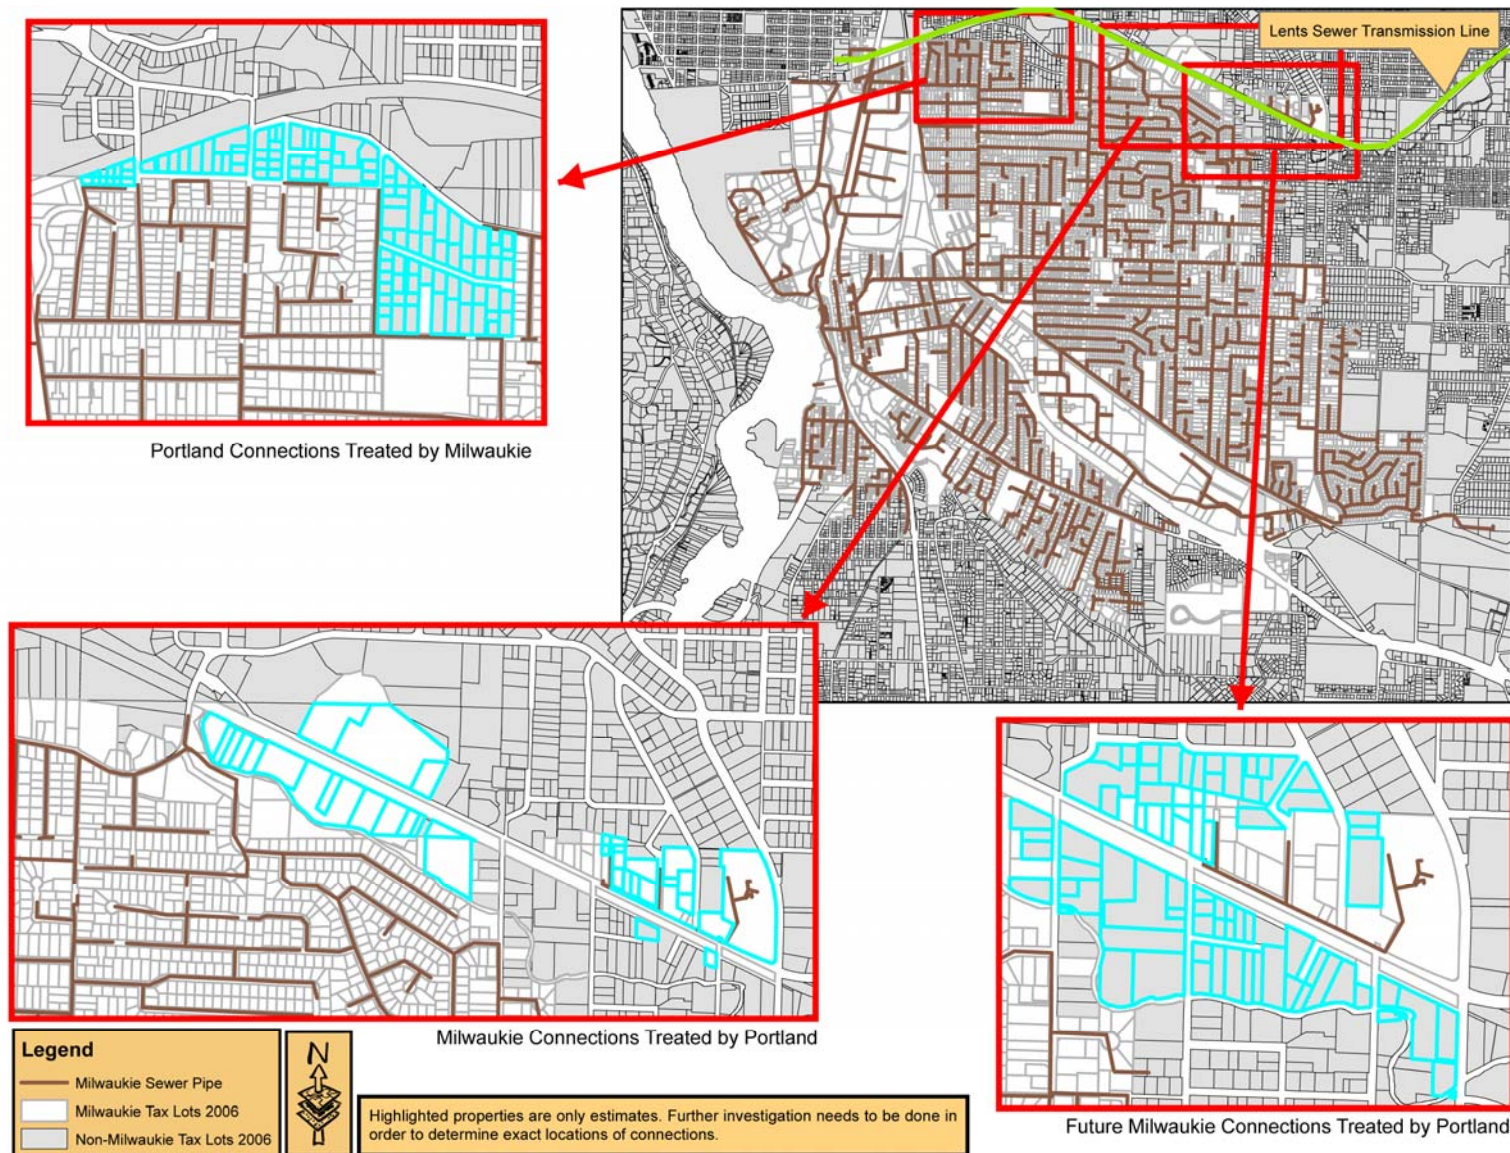 Lents Sewer Transmission Line
Portland Connections Treated by Milwaukie
Milwaukie Connections Treated by Portland
Future Milwaukie Connections Treated by Portland
Legend
Milwaukie Sewer Pipe
Milwaukie Tax Lots 2006
Non-Milwaukie Tax Lots 2006
N
Highlighted properties are only estimates. Further investigation needs to be done in
order to determine exact locations of connections.